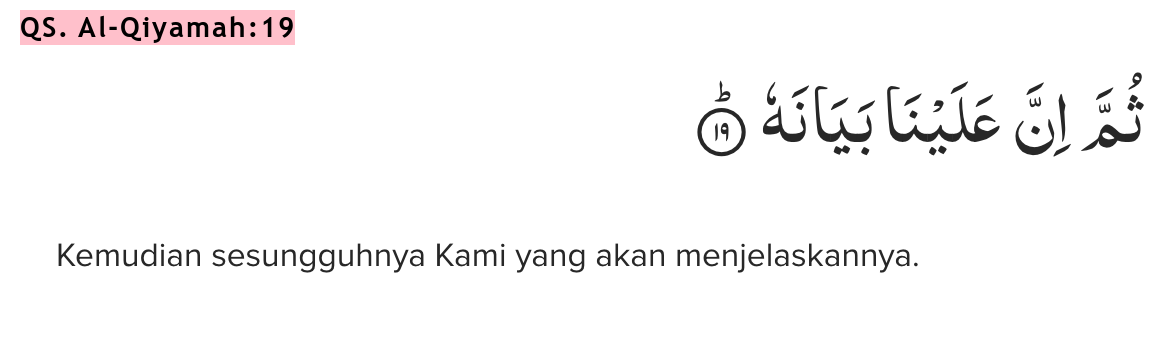 QS. Al-Qiyamah:19
ثُمَّ اِنَّ عَلَيْنَا بَيَانَهٗ ۗ ١٩
Kemudian sesungguhnya Kami yang akan menjelaskannya.